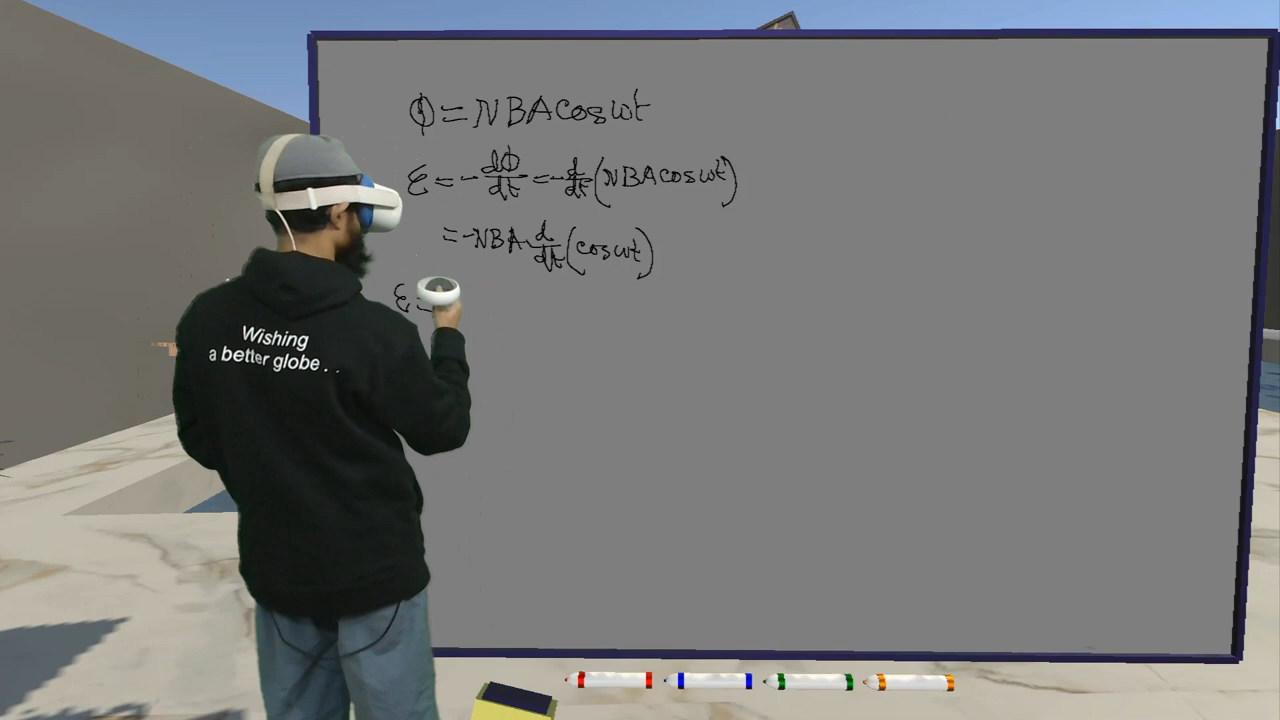 Φ = NBA cos ωt
ε = - dΦ/dt = - d/dt (NBA cos ωt)
= -NBA · d/dt (cos ωt)
ε =
Wishing
a better globe . .